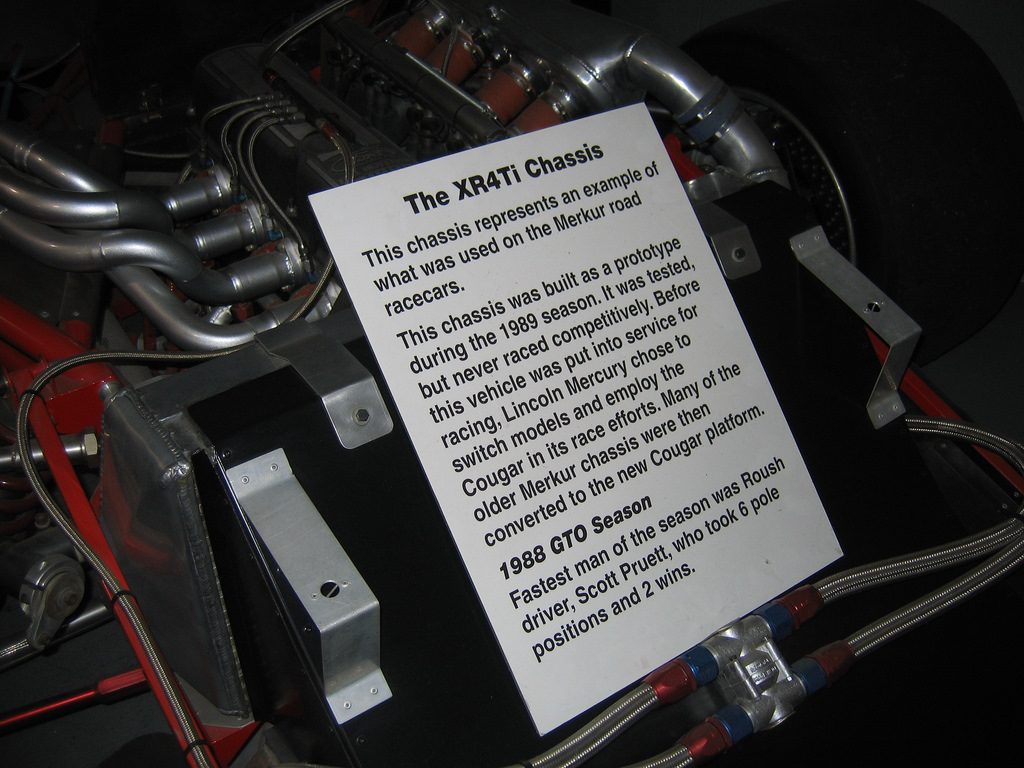 The XR4Ti Chassis
This chassis represents an example of
what was used on the Merkur road
racecars.
This chassis was built as a prototype
during the 1989 season. It was tested,
but never raced competitively. Before
this vehicle was put into service for
racing, Lincoln Mercury chose to
switch models and employ the
Cougar in its race efforts. Many of the
older Merkur chassis were then
converted to the new Cougar platform.
1988 GTO Season
Fastest man of the season was Roush
driver, Scott Pruett, who took 6 pole
positions and 2 wins.